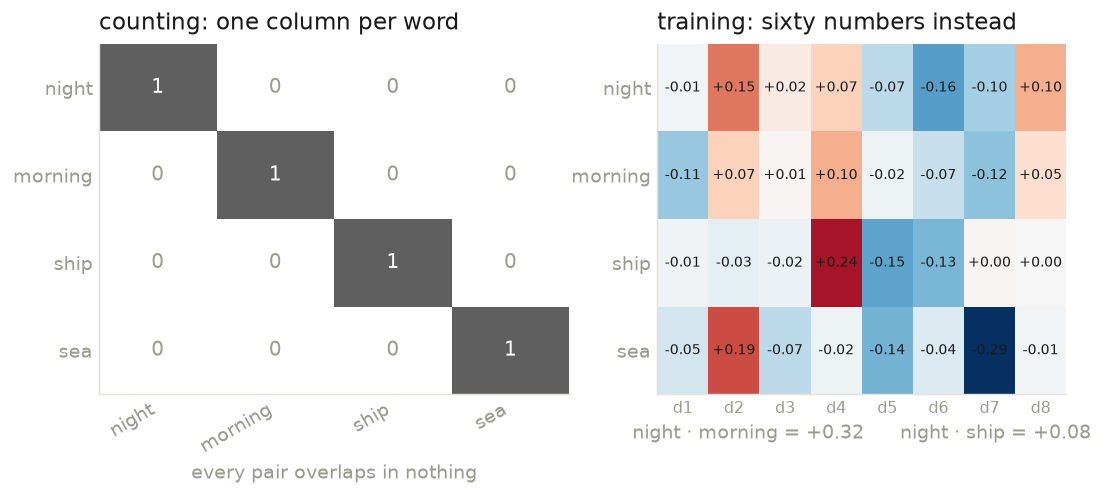 counting: one column per word
night 1 0 0 0
morning 0 1 0 0
ship 0 0 1 0
sea 0 0 0 1
night morning ship sea
every pair overlaps in nothing
training: sixty numbers instead
night -0.01 +0.15 +0.02 +0.07 -0.07 -0.16 -0.10 +0.10
morning -0.11 +0.07 +0.01 +0.10 -0.02 -0.07 -0.12 +0.05
ship -0.01 -0.03 -0.02 +0.24 -0.15 -0.13 +0.00 +0.00
sea -0.05 +0.19 -0.07 -0.02 -0.14 -0.04 -0.29 -0.01
d1 d2 d3 d4 d5 d6 d7 d8
night · morning = +0.32 night · ship = +0.08